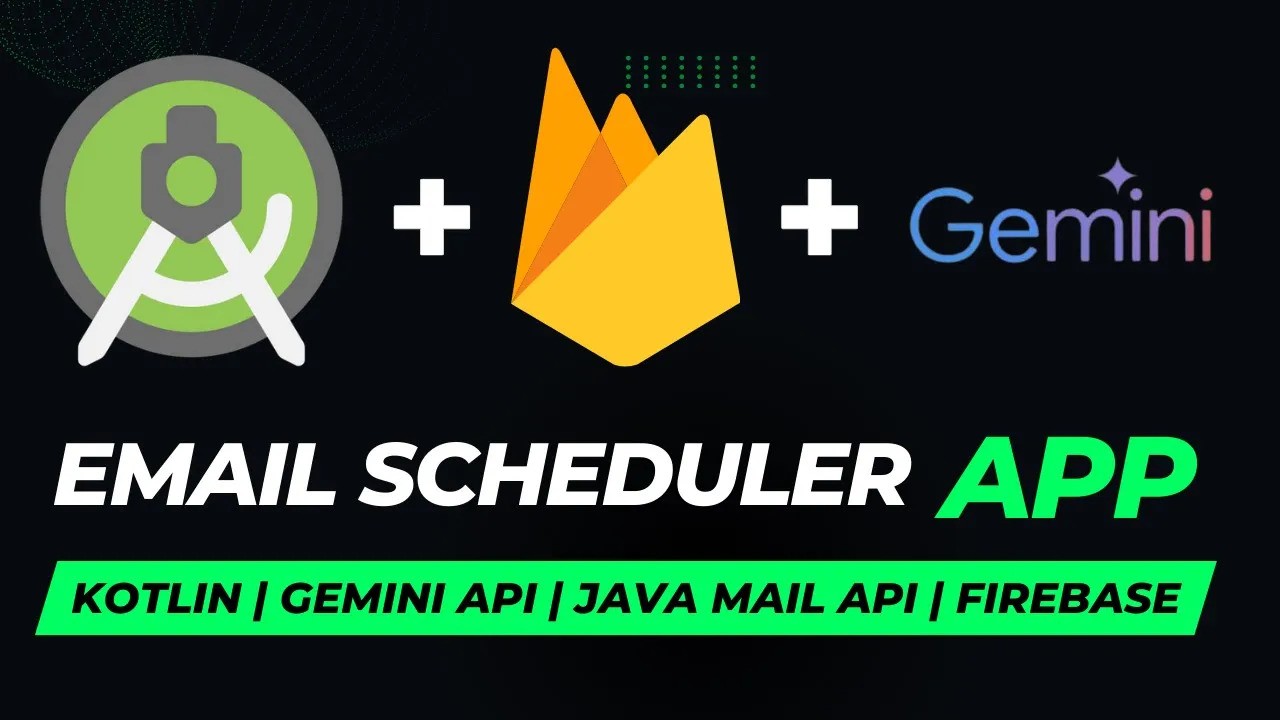 Gemini
EMAIL SCHEDULER APP
KOTLIN | GEMINI API | JAVA MAIL API | FIREBASE